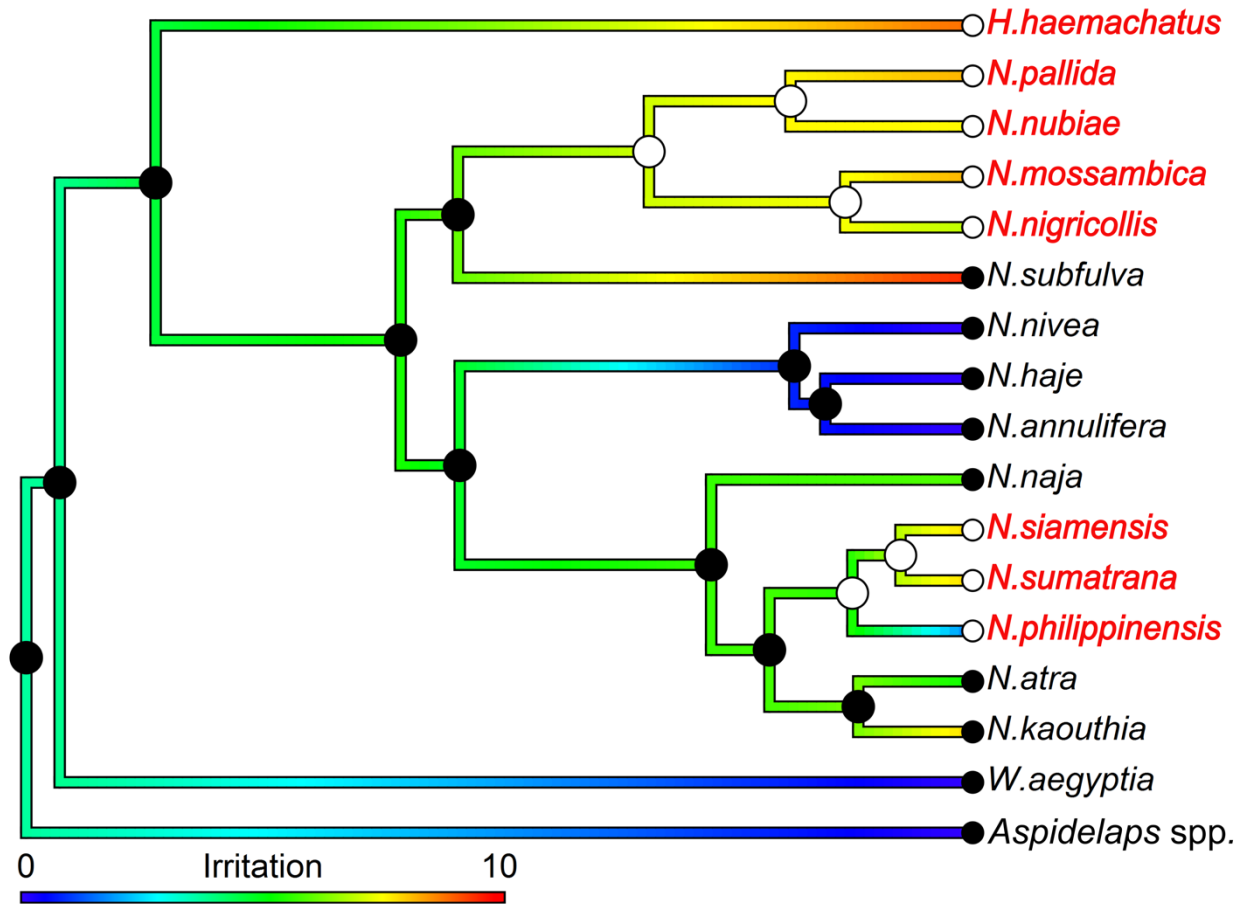 H.haemachatus
N.pallida
N.nubiae
N.mossambica
N.nigricollis
N.subfulva
N.nivea
N.haje
N.annulifera
N.naja
N.siamensis
N.sumatrana
N.philippinensis
N.atra
N.kaouthia
W.aegyptia
Aspidelaps spp.
0 Irritation 10